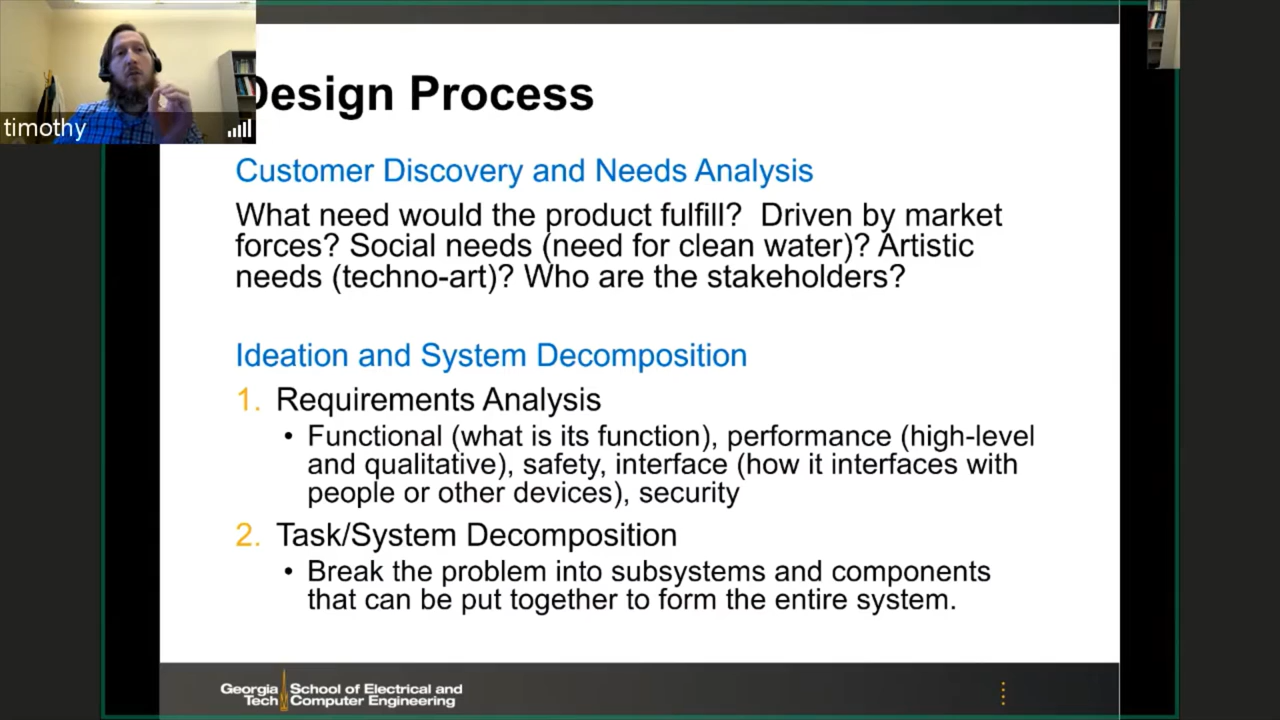 timothy
Design Process
Customer Discovery and Needs Analysis
What need would the product fulfill?  Driven by market
forces? Social needs (need for clean water)? Artistic
needs (techno-art)? Who are the stakeholders?
Ideation and System Decomposition
1. Requirements Analysis
• Functional (what is its function), performance (high-level
and qualitative), safety, interface (how it interfaces with
people or other devices), security
2. Task/System Decomposition
• Break the problem into subsystems and components
that can be put together to form the entire system.
Georgia Tech
School of Electrical and
Computer Engineering